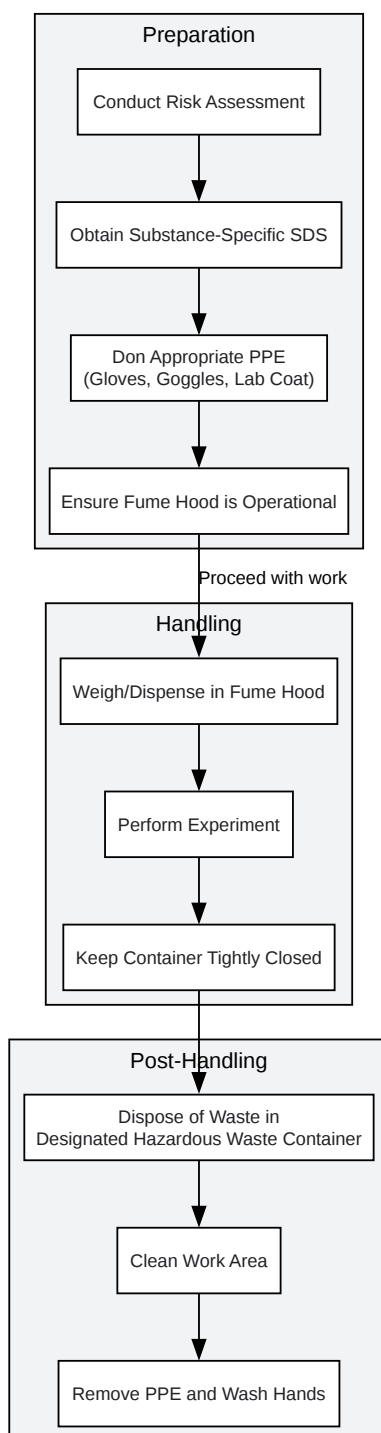 Preparation
Conduct Risk Assessment
Obtain Substance-Specific SDS
Don Appropriate PPE
(Gloves, Goggles, Lab Coat)
Ensure Fume Hood is Operational
Proceed with work
Handling
Weigh/Dispense in Fume Hood
Perform Experiment
Keep Container Tightly Closed
Post-Handling
Dispose of Waste in
Designated Hazardous Waste Container
Clean Work Area
Remove PPE and Wash Hands